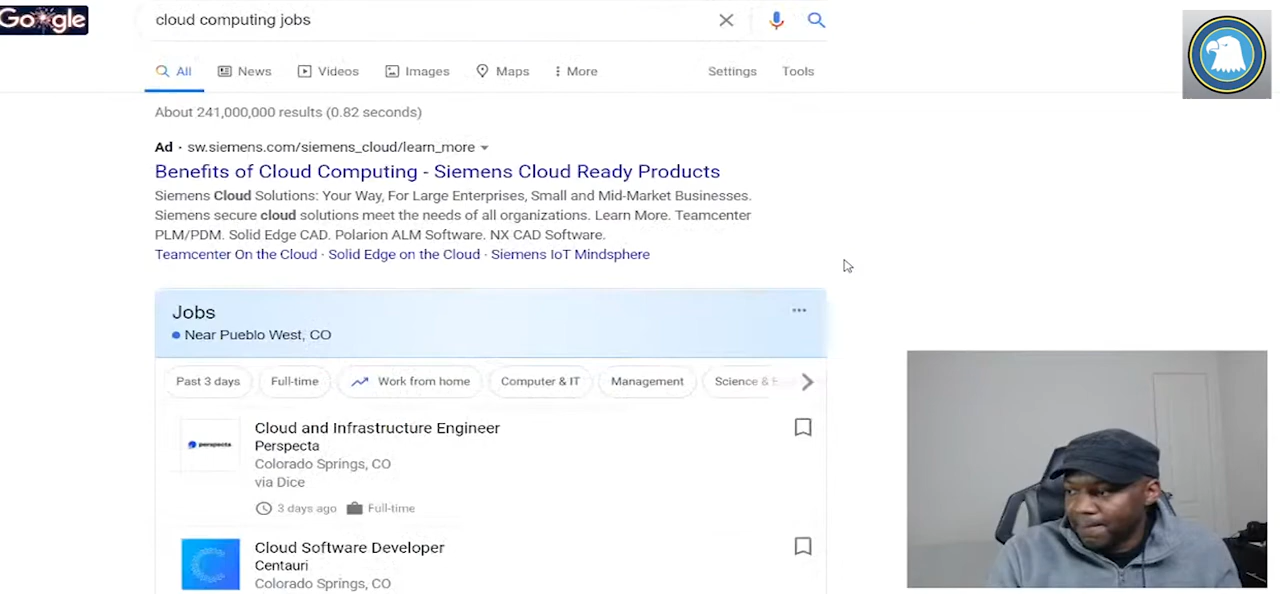 Google
cloud computing jobs
All News Videos Images Maps More Settings Tools
About 241,000,000 results (0.82 seconds)
Ad · sw.siemens.com/siemens_cloud/learn_more
Benefits of Cloud Computing - Siemens Cloud Ready Products
Siemens Cloud Solutions: Your Way, For Large Enterprises, Small and Mid-Market Businesses.
Siemens secure cloud solutions meet the needs of all organizations. Learn More. Teamcenter
PLM/PDM. Solid Edge CAD. Polarion ALM Software. NX CAD Software.
Teamcenter On the Cloud · Solid Edge on the Cloud · Siemens IoT Mindsphere
Jobs
Near Pueblo West, CO
Past 3 days Full-time Work from home Computer & IT Management Science &
Cloud and Infrastructure Engineer
perspecta
Perspecta
Colorado Springs, CO
via Dice
3 days ago Full-time
Cloud Software Developer
Centauri
Colorado Springs, CO